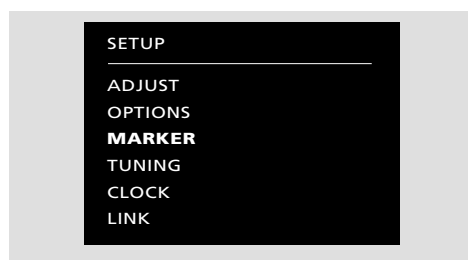 SETUP
ADJUST
OPTIONS
MARKER
TUNING
CLOCK
LINK